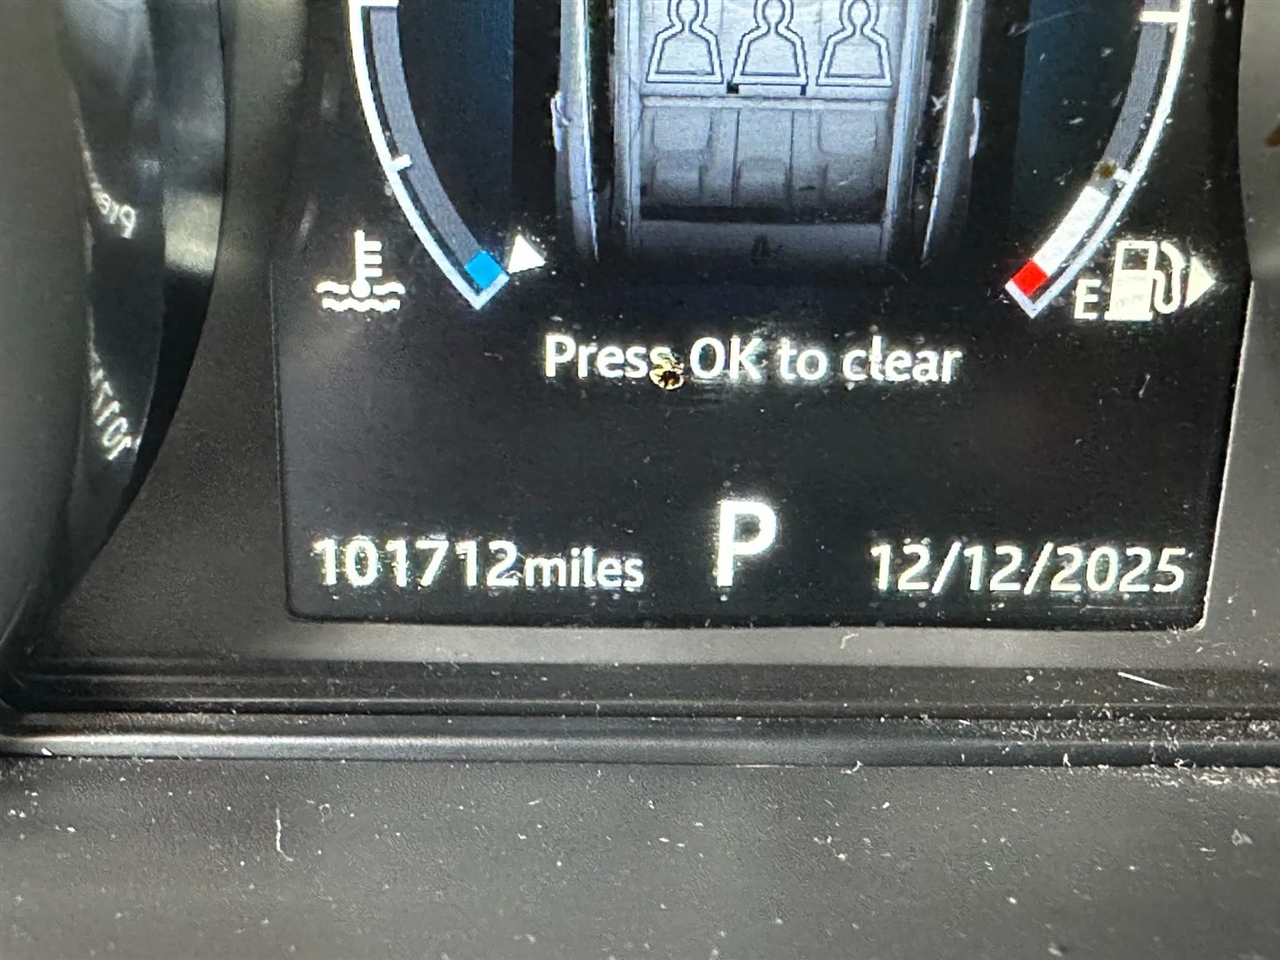 E
Press OK to clear
P
101712miles
12/12/2025